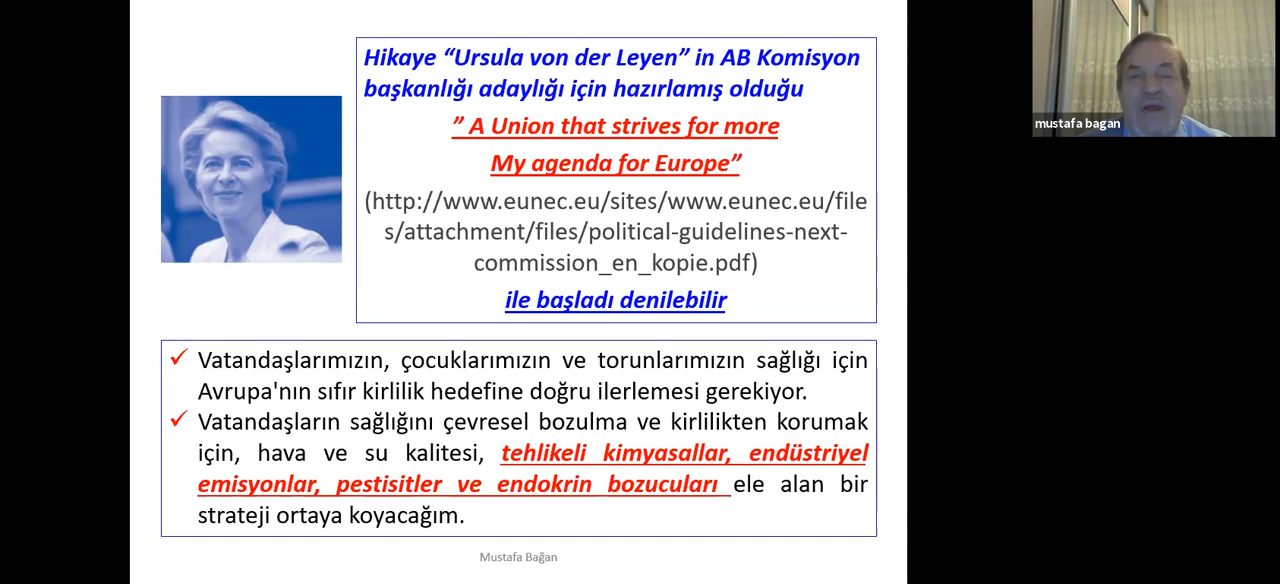 Hikaye “Ursula von der Leyen” in AB Komisyon
başkanlığı adaylığı için hazırlamış olduğu
” A Union that strives for more
My agenda for Europe”
(http://www.eunec.eu/sites/www.eunec.eu/file
s/attachment/files/political-guidelines-next-
commission_en_kopie.pdf)
ile başladı denilebilir
✓ Vatandaşlarımızın, çocuklarımızın ve torunlarımızın sağlığı için
Avrupa'nın sıfır kirlilik hedefine doğru ilerlemesi gerekiyor.
✓ Vatandaşların sağlığını çevresel bozulma ve kirlilikten korumak
için, hava ve su kalitesi, tehlikeli kimyasallar, endüstriyel
emisyonlar, pestisitler ve endokrin bozucuları ele alan bir
strateji ortaya koyacağım.
Mustafa Bağan
mustafa bagan